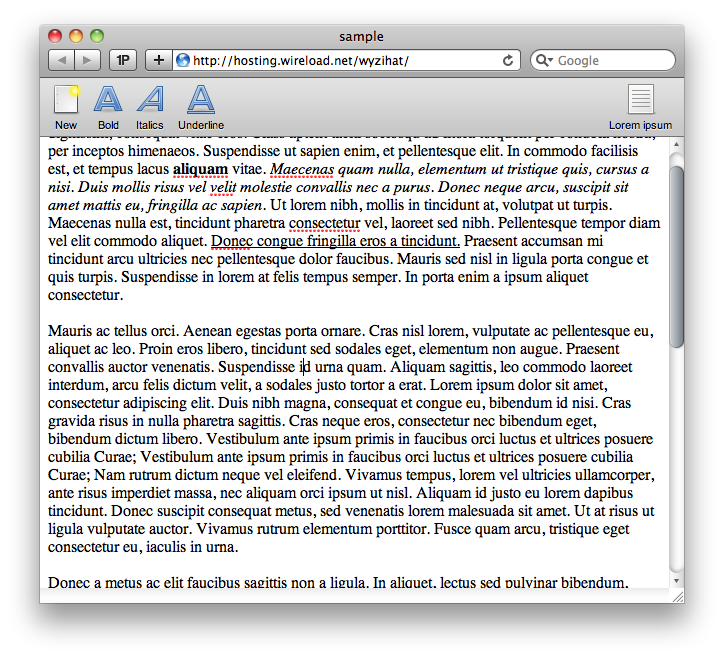 sample
1P
+
http://hosting.wireload.net/wyzihat/
Google
New
Bold
Italics
Underline
Lorem ipsum
per inceptos himenaeos. Suspendisse ut sapien enim, et pellentesque elit. In commodo facilisis
est, et tempus lacus aliquam vitae. Maecenas quam nulla, elementum ut tristique quis, cursus a
nisi. Duis mollis risus vel velit molestie convallis nec a purus. Donec neque arcu, suscipit sit
amet mattis eu, fringilla ac sapien. Ut lorem nibh, mollis in tincidunt at, volutpat ut turpis.
Maecenas nulla est, tincidunt pharetra consectetur vel, laoreet sed nibh. Pellentesque tempor diam
vel elit commodo aliquet. Donec congue fringilla eros a tincidunt. Praesent accumsan mi
tincidunt arcu ultricies nec pellentesque dolor faucibus. Mauris sed nisl in ligula porta congue et
quis turpis. Suspendisse in lorem at felis tempus semper. In porta enim a ipsum aliquet
consectetur.
Mauris ac tellus orci. Aenean egestas porta ornare. Cras nisl lorem, vulputate ac pellentesque eu,
aliquet ac leo. Proin eros libero, tincidunt sed sodales eget, elementum non augue. Praesent
convallis auctor venenatis. Suspendisse id urna quam. Aliquam sagittis, leo commodo laoreet
interdum, arcu felis dictum velit, a sodales justo tortor a erat. Lorem ipsum dolor sit amet,
consectetur adipiscing elit. Duis nibh magna, consequat et congue eu, bibendum id nisi. Cras
gravida risus in nulla pharetra sagittis. Cras neque eros, consectetur nec bibendum eget,
bibendum dictum libero. Vestibulum ante ipsum primis in faucibus orci luctus et ultrices posuere
cubilia Curae; Vestibulum ante ipsum primis in faucibus orci luctus et ultrices posuere cubilia
Curae; Nam rutrum dictum neque vel eleifend. Vivamus tempus, lorem vel ultricies ullamcorper,
ante risus imperdiet massa, nec aliquam orci ipsum ut nisl. Aliquam id justo eu lorem dapibus
tincidunt. Donec suscipit consequat metus, sed venenatis lorem malesuada sit amet. Ut at risus ut
ligula vulputate auctor. Vivamus rutrum elementum porttitor. Fusce quam arcu, tristique eget
consectetur eu, iaculis in urna.
Donec a metus ac elit faucibus sagittis non a ligula. In aliquet, lectus sed pulvinar bibendum,